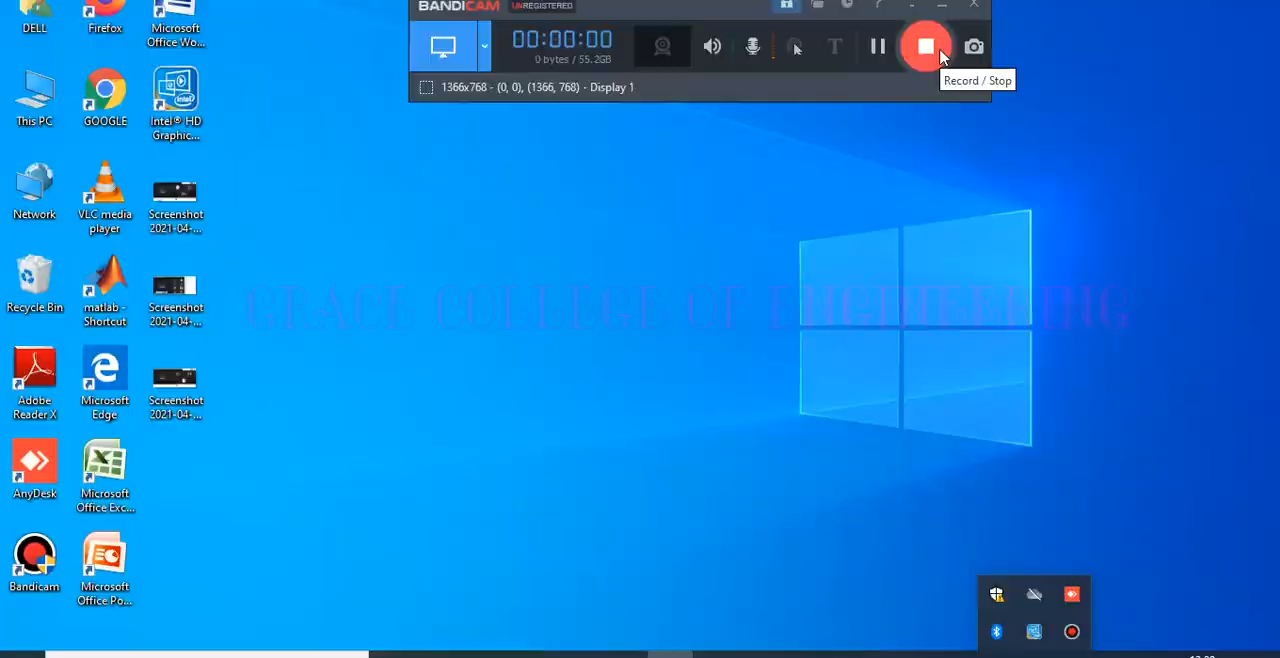 BANDICAM UNREGISTERED
00:00:00
0 bytes / 55.2GB
T
Record / Stop
1366x768 - (0, 0), (1366, 768) - Display 1
DELL
Firefox
Microsoft
Office Wo...
This PC
GOOGLE
Intel® HD
Graphic...
intel
Network
VLC media
player
Screenshot
2021-04-...
Recycle Bin
matlab -
Shortcut
Screenshot
2021-04-...
GRACE COLLEGE OF ENGINEERING
Adobe
Reader X
Microsoft
Edge
Screenshot
2021-04-...
AnyDesk
Microsoft
Office Exc...
Bandicam
Microsoft
Office Po...